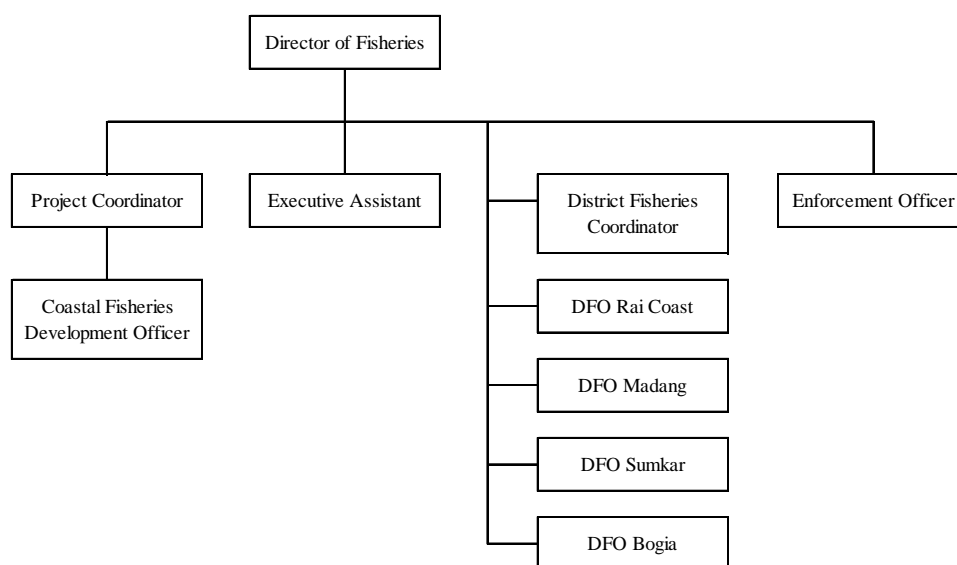 Director of Fisheries
Project Coordinator
Executive Assistant
District Fisheries
Coordinator
Enforcement Officer
Coastal Fisheries
Development Officer
DFO Rai Coast
DFO Madang
DFO Sumkar
DFO Bogia